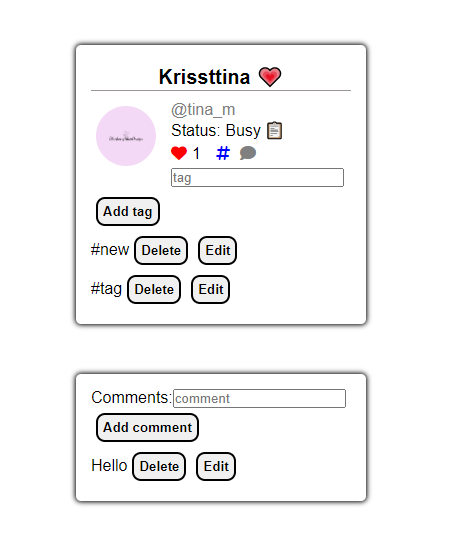 Krissttina
@tina_m
Status: Busy
1 #
tag
Add tag
#new Delete Edit
#tag Delete Edit
Comments: comment
Add comment
Hello Delete Edit